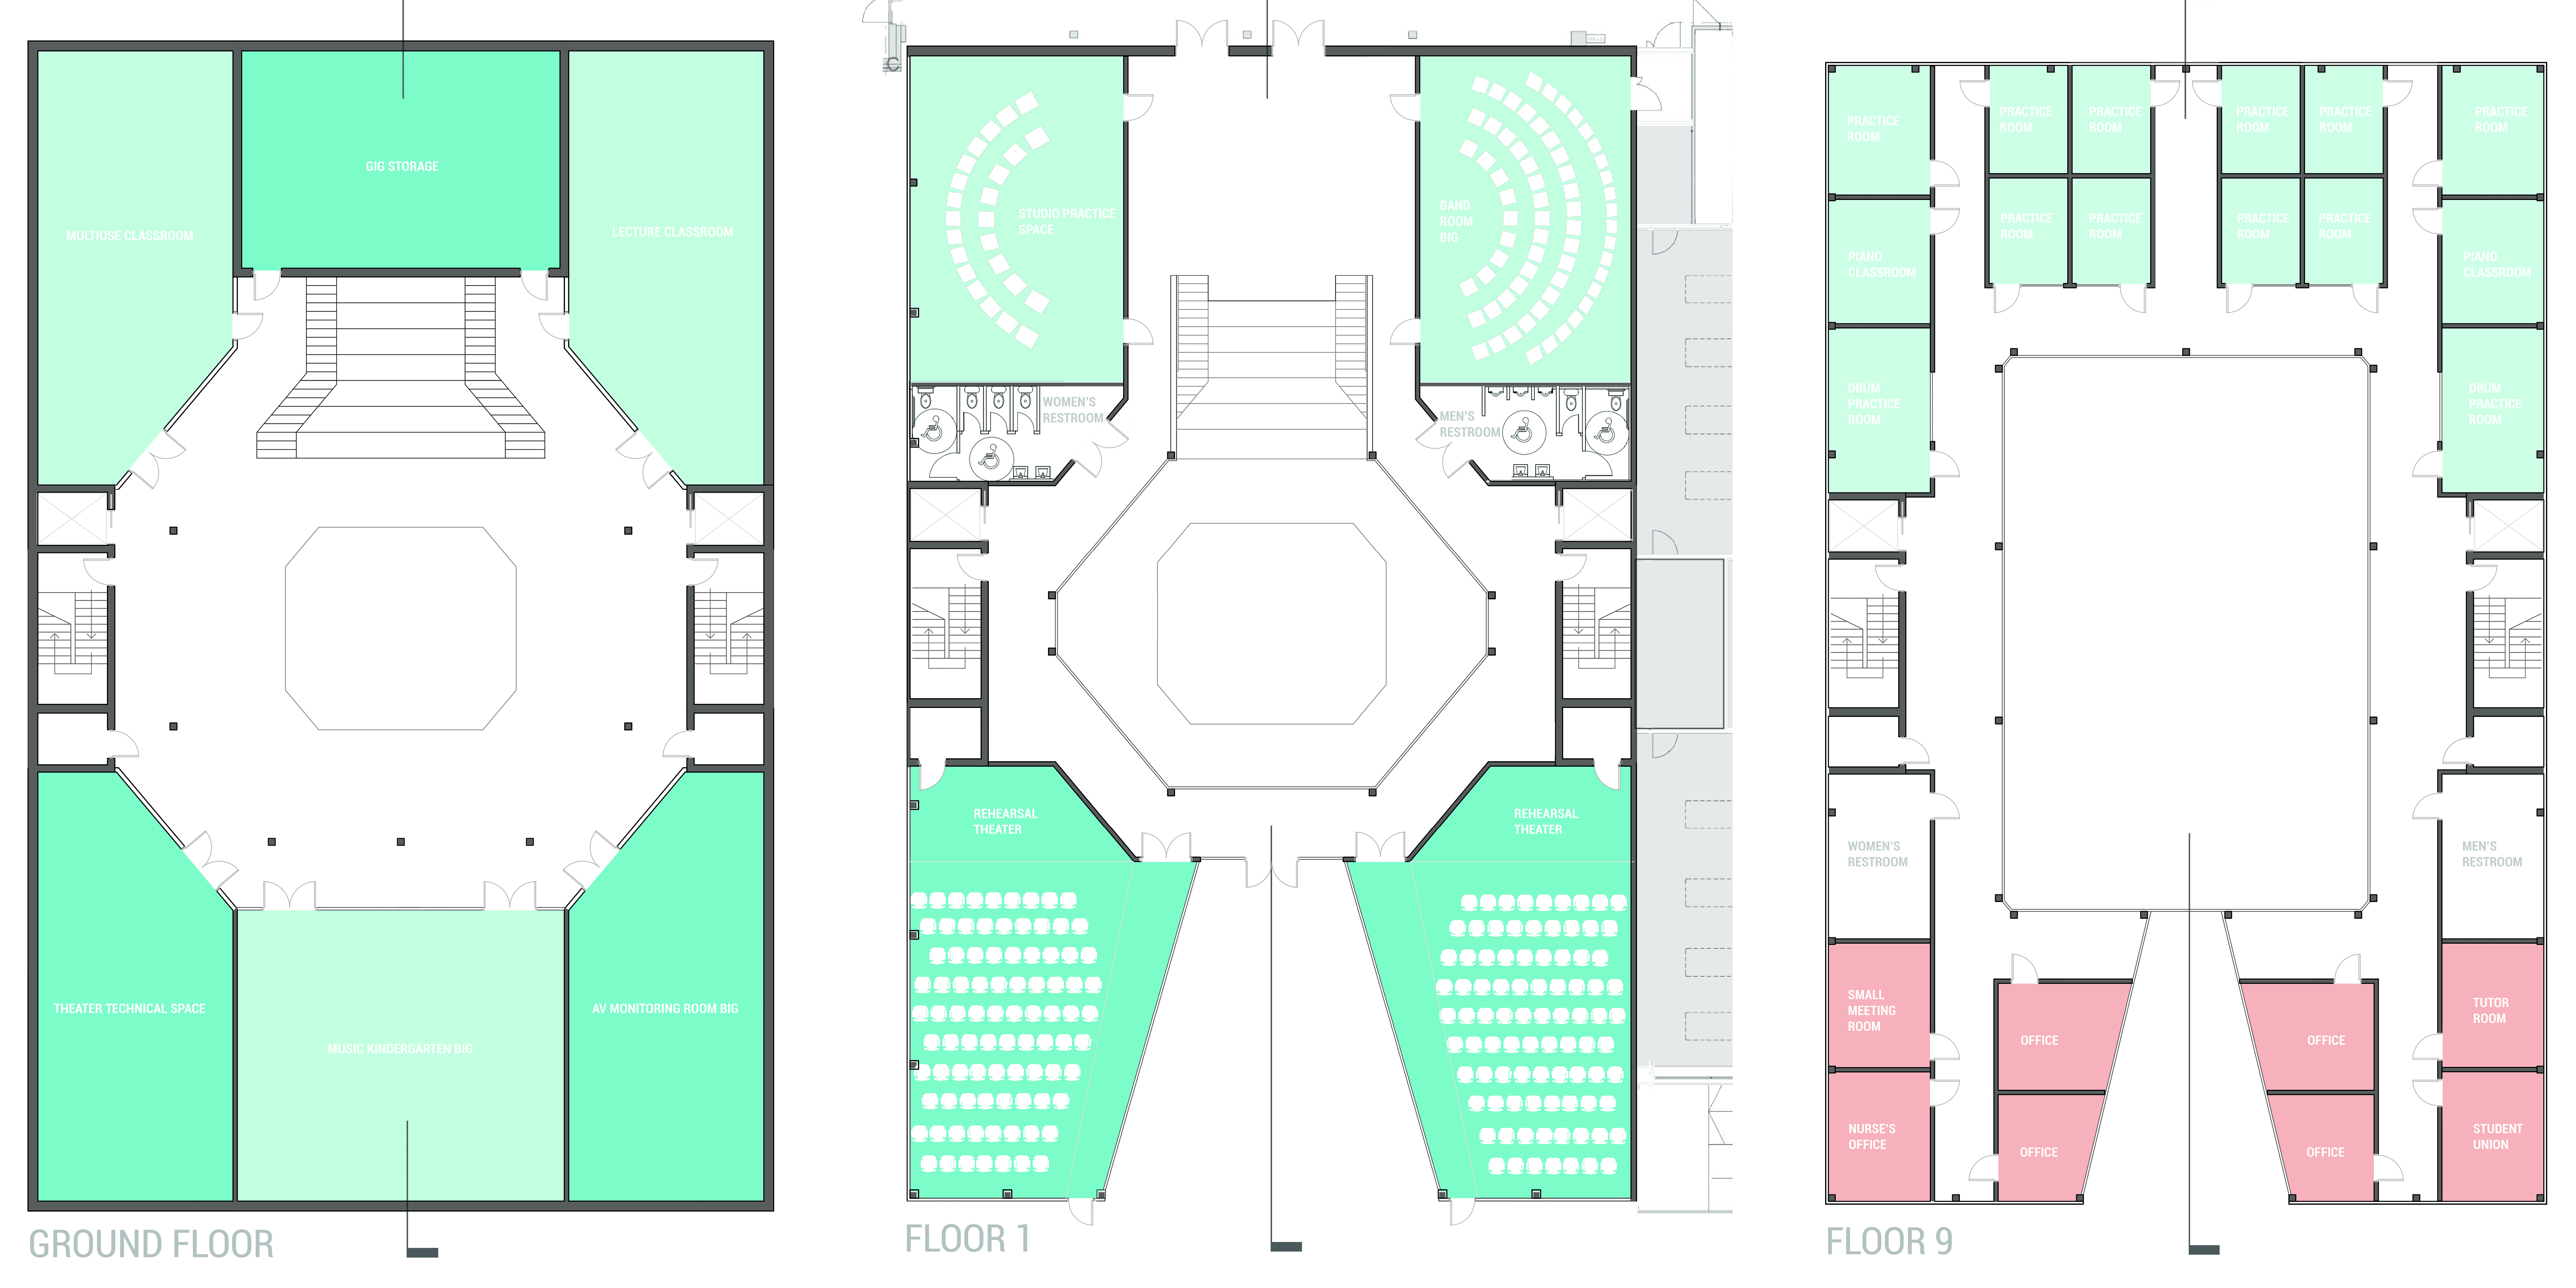 GIG STORAGE
MULTIUSE CLASSROOM
LECTURE CLASSROOM
THEATER TECHNICAL SPACE
AV MONITORING ROOM BIG
MUSIC KINDERGARTEN BIG
GROUND FLOOR
STUDIO PRACTICE
SPACE
BAND
ROOM
BIG
WOMEN'S
RESTROOM
MEN'S
RESTROOM
REHEARSAL
THEATER
REHEARSAL
THEATER
FLOOR 1
PRACTICE
ROOM
PRACTICE
ROOM
PRACTICE
ROOM
PRACTICE
ROOM
PRACTICE
ROOM
PRACTICE
ROOM
PRACTICE
ROOM
PRACTICE
ROOM
PRACTICE
ROOM
PRACTICE
ROOM
PIANO
CLASSROOM
PIANO
CLASSROOM
DRUM
PRACTICE
ROOM
DRUM
PRACTICE
ROOM
WOMEN'S
RESTROOM
MEN'S
RESTROOM
SMALL
MEETING
ROOM
OFFICE
OFFICE
TUTOR
ROOM
NURSE'S
OFFICE
OFFICE
OFFICE
STUDENT
UNION
FLOOR 9